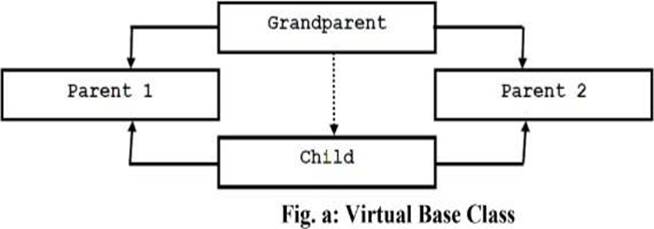 Grandparent
Parent 1
Parent 2
Child
Fig. a: Virtual Base Class